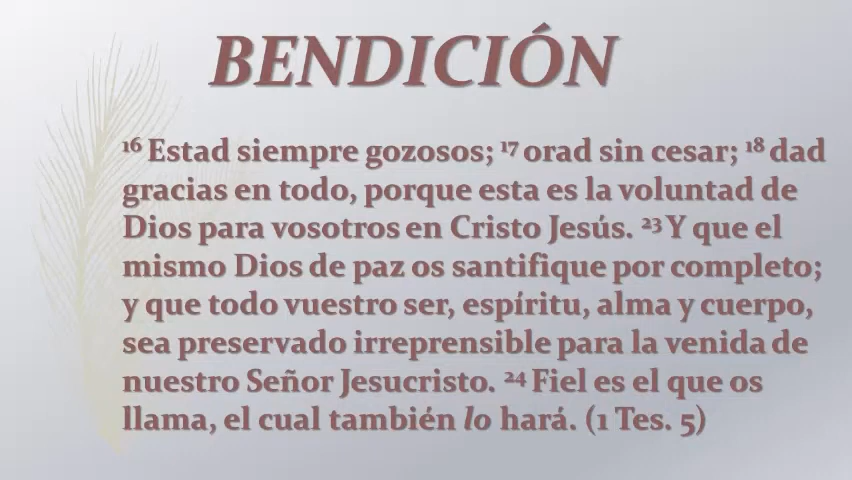 BENDICIÓN
16 Estad siempre gozosos; 17 orad sin cesar; 18 dad
gracias en todo, porque esta es la voluntad de
Dios para vosotros en Cristo Jesús. 23 Y que el
mismo Dios de paz os santifique por completo;
y que todo vuestro ser, espíritu, alma y cuerpo,
sea preservado irreprensible para la venida de
nuestro Señor Jesucristo. 24 Fiel es el que os
llama, el cual también lo hará. (1 Tes. 5)